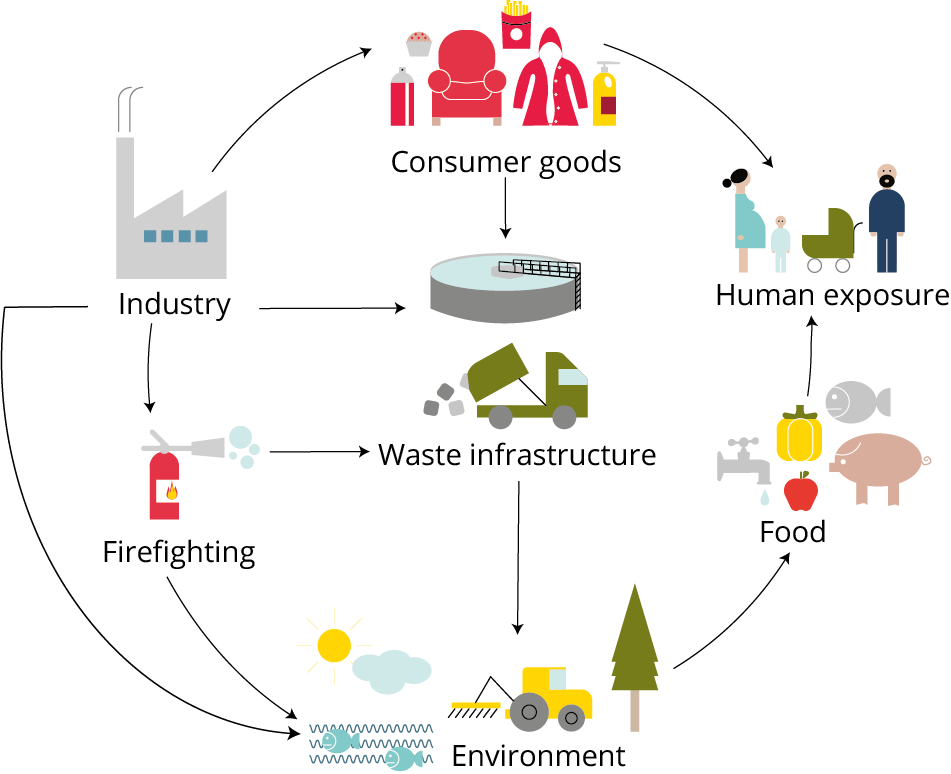 Consumer goods
Industry
Human exposure
Waste infrastructure
Firefighting
Food
Environment